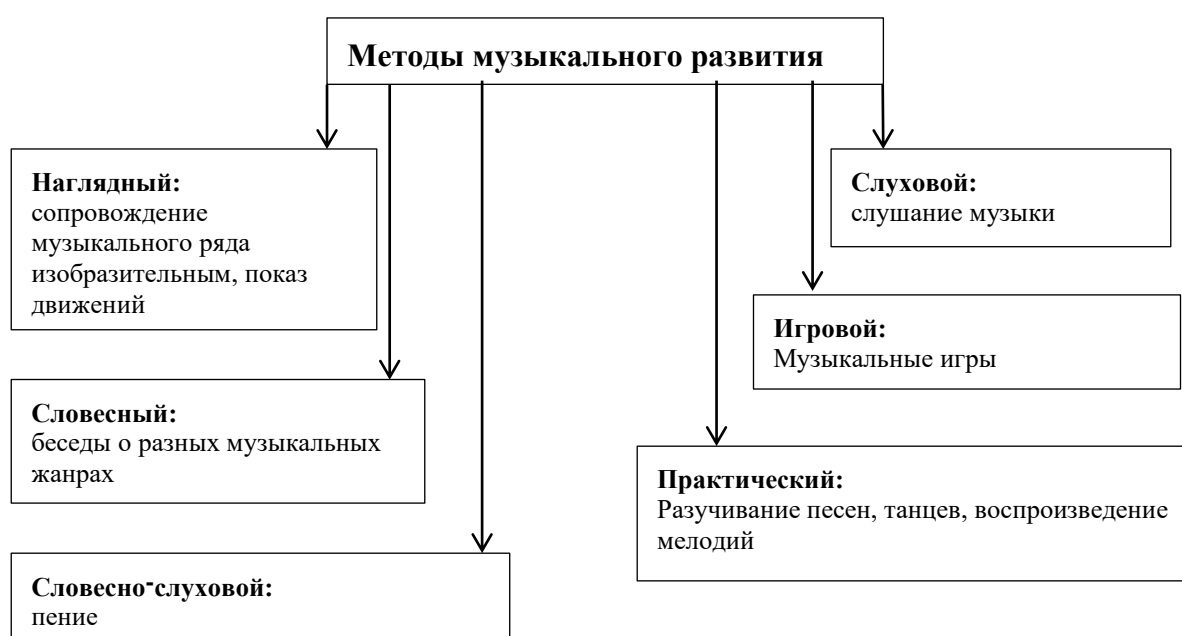 Методы музыкального развития
Наглядный:
сопровождение
музыкального ряда
изобразительным, показ
движений
Словесный:
беседы о разных музыкальных
жанрах
Словесно-слуховой:
пение
Слуховой:
слушание музыки
Игровой:
Музыкальные игры
Практический:
Разучивание песен, танцев, воспроизведение
мелодий